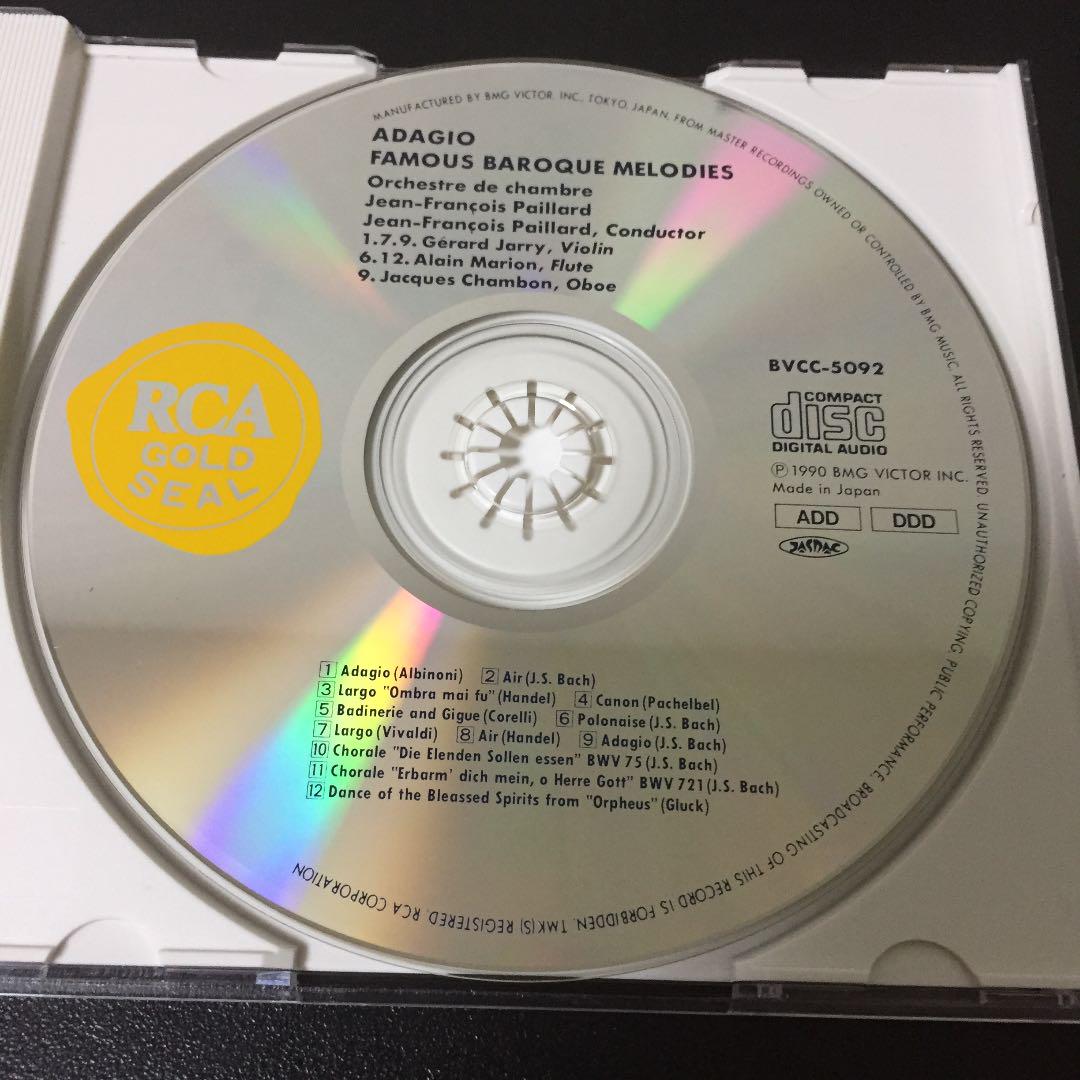 MANUFACTURED BY BMG VICTOR, INC., TOKYO, JAPAN, FROM MASTER RECORDINGS OWNED OR CONTROLLED BY BMG MUSIC. ALL RIGHTS RESERVED. UNAUTHORIZED COPYING, PUBLIC PERFORMANCE, BROADCASTING OF THIS RECORD IS FORBIDDEN. TMK(S) REGISTERED. RCA CORPORATION
ADAGIO
FAMOUS BAROQUE MELODIES
Orchestre de chambre
Jean-François Paillard
Jean-François Paillard, Conductor
1.7.9. Gérard Jarry, Violin
6.12. Alain Marion, Flute
9. Jacques Chambon, Oboe
RCA
GOLD
SEAL
BVCC-5092
COMPACT
disc
DIGITAL AUDIO
Ⓟ 1990 BMG VICTOR INC.
Made in Japan
ADD DDD
JASRAC
1 Adagio (Albinoni) 2 Air (J.S. Bach)
3 Largo "Ombra mai fu" (Handel) 4 Canon (Pachelbel)
5 Badinerie and Gigue (Corelli) 6 Polonaise (J.S. Bach)
7 Largo (Vivaldi) 8 Air (Handel) 9 Adagio (J.S. Bach)
10 Chorale "Die Elenden Sollen essen" BWV 75 (J.S. Bach)
11 Chorale "Erbarm' dich mein, o Herre Gott" BWV 721 (J.S. Bach)
12 Dance of the Bleassed Spirits from "Orpheus" (Gluck)